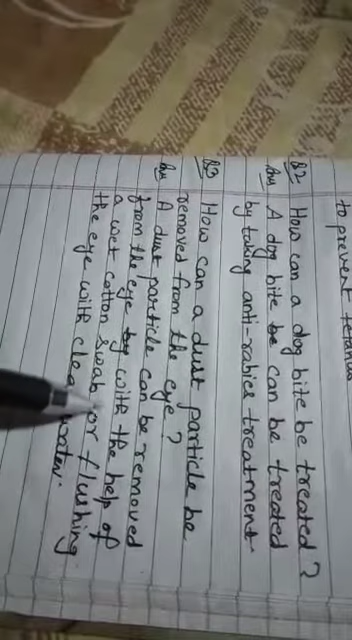 to prevent tetanus
Q2 How can a dog bite be treated?
Ans A dog bite be can be treated
by taking anti-rabies treatment
Q3 How can a dust particle be
removed from the eye?
Ans A dust particle can be removed
from the eye by with the help of
a wet cotton swab or flushing
the eye with clean water.